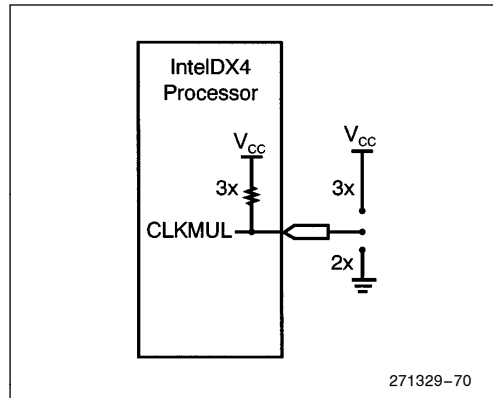 IntelDX4
Processor
VCC
VCC
3x
3x
CLKMUL
2x
271329–70